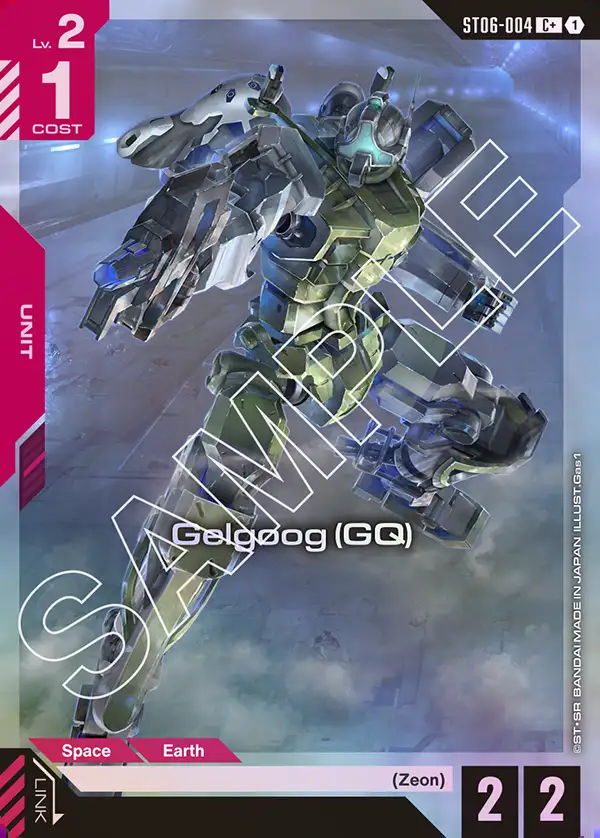 ST06-004 C+ 1
Lv. 2
1
COST
UNIT
SAMPLE
Gelgoog (GQ)
©ST・SR BANDAI MADE IN JAPAN ILLUST.Gas1
Space Earth
LINK
(Zeon)
2 2